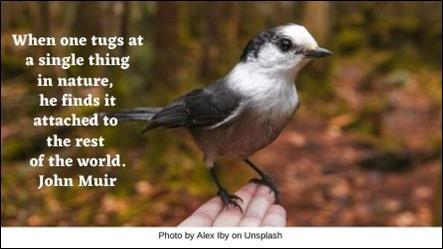 When one tugs at
a single thing
in nature,
he finds it
attached to
the rest
of the world.
John Muir
Photo by Alex Iby on Unsplash